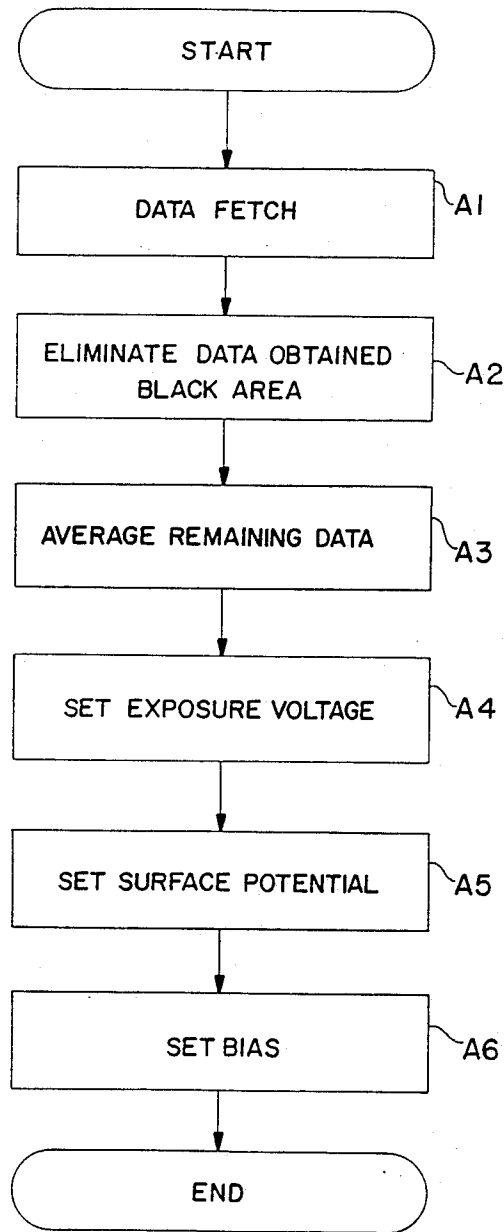 START
DATA FETCH
A1
ELIMINATE DATA OBTAINED
BLACK AREA
A2
AVERAGE REMAINING DATA
A3
SET EXPOSURE VOLTAGE
A4
SET SURFACE POTENTIAL
A5
SET BIAS
A6
END